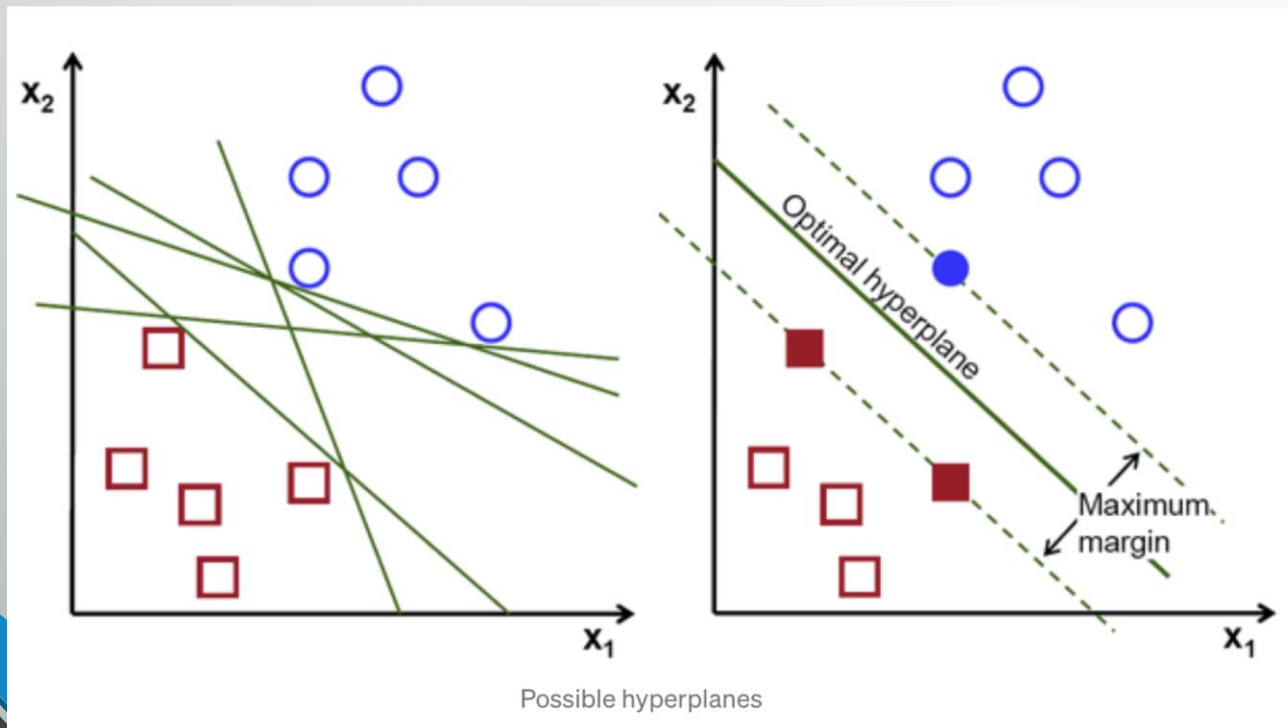 x₂
x₁
x₂
Optimal hyperplane
Maximum
margin
x₁
Possible hyperplanes